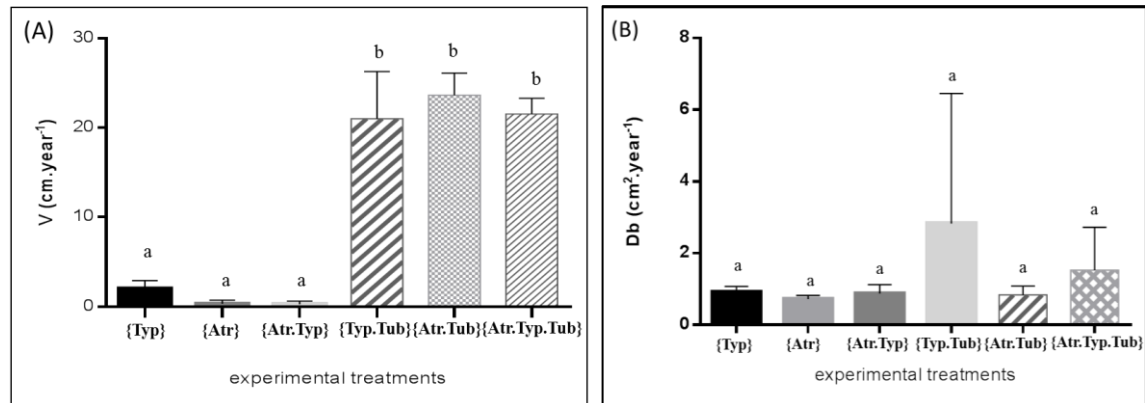 (A)
V (cm.year-1)
30
20
10
0
a
a
a
b
b
b
{Typ}
{Atr}
{Atr.Typ}
{Typ.Tub}
{Atr.Tub}
{Atr.Typ.Tub}
experimental treatments
(B)
Db (cm².year-1)
8
6
4
2
0
a
a
a
a
a
a
{Typ}
{Atr}
{Atr.Typ}
{Typ.Tub}
{Atr.Tub}
{Atr.Typ.Tub}
experimental treatments